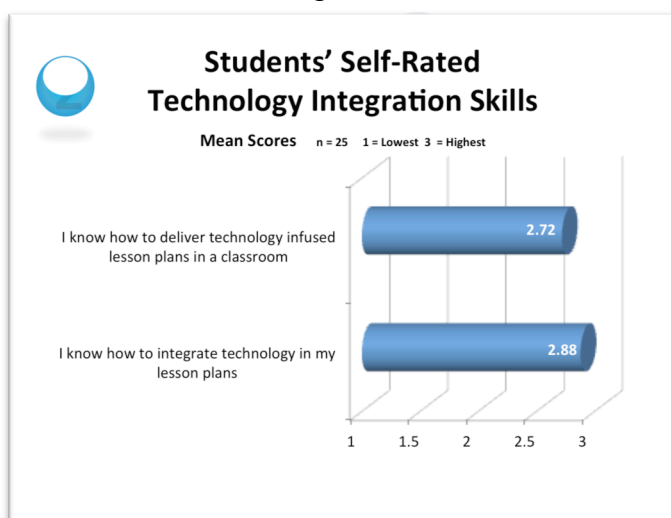 Students’ Self-Rated
Technology Integration Skills
Mean Scores n = 25 1 = Lowest 3 = Highest
I know how to deliver technology infused
lesson plans in a classroom
2.72
I know how to integrate technology in my
lesson plans
2.88
1 1.5 2 2.5 3